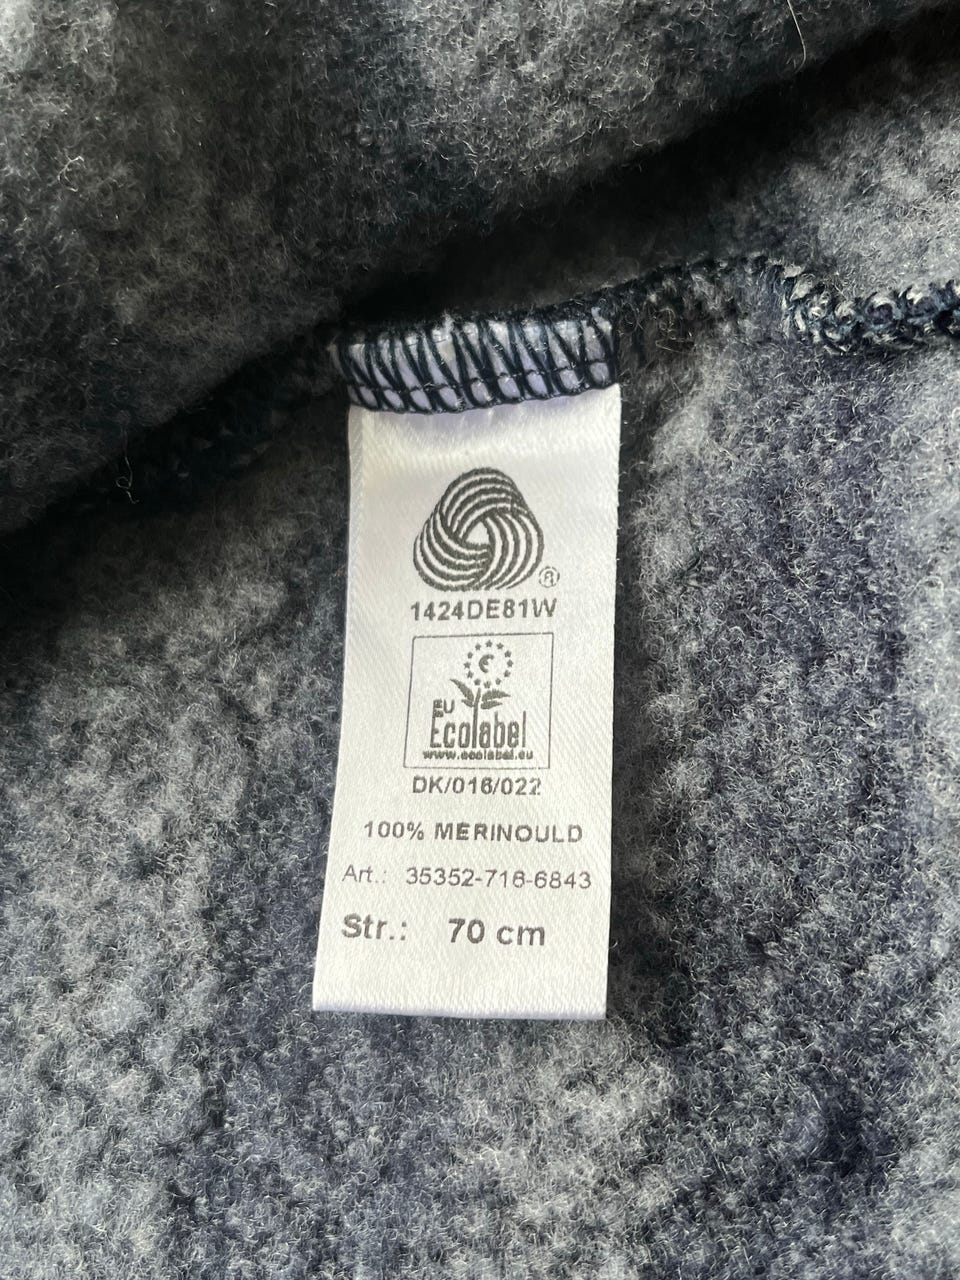 ®
1424DE81W
EU
Ecolabel
www.ecolabel.eu
DK/016/022
100% MERINOULD
Art.: 35352-716-6843
Str.: 70 cm